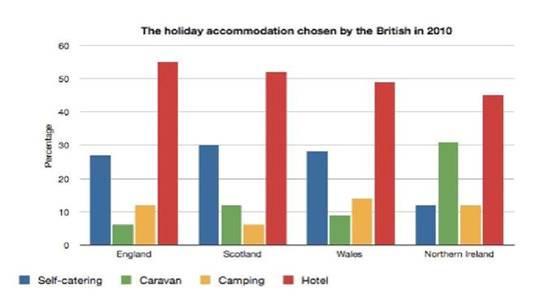 The holiday accommodation chosen by the British in 2010
60
50
40
30
20
10
0
Percentage
England Scotland Wales Northern Ireland
Self-catering Caravan Camping Hotel